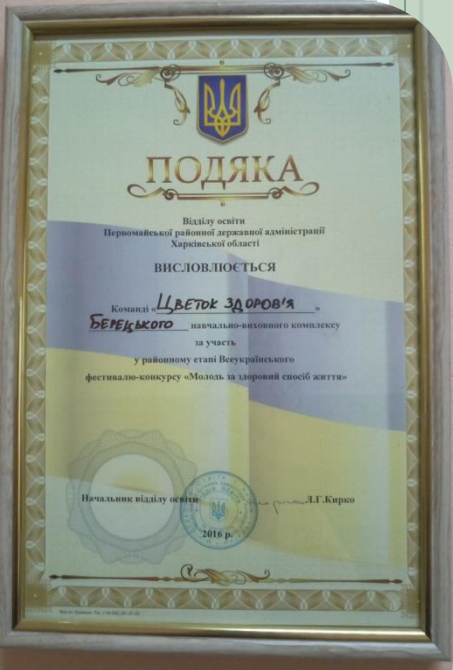 ПОДЯКА
Відділу освіти
Первомайської районної державної адміністрації
Харківської області
ВИСЛОВЛЮЄТЬСЯ
Команді «Цветок здоров'я»
Берецького навчально-виховного комплексу
за участь
у районному етапі Всеукраїнського
фестивалю-конкурсу «Молодь за здоровий спосіб життя»
Начальник відділу освіти Л.Г.Кирко
2016 р.